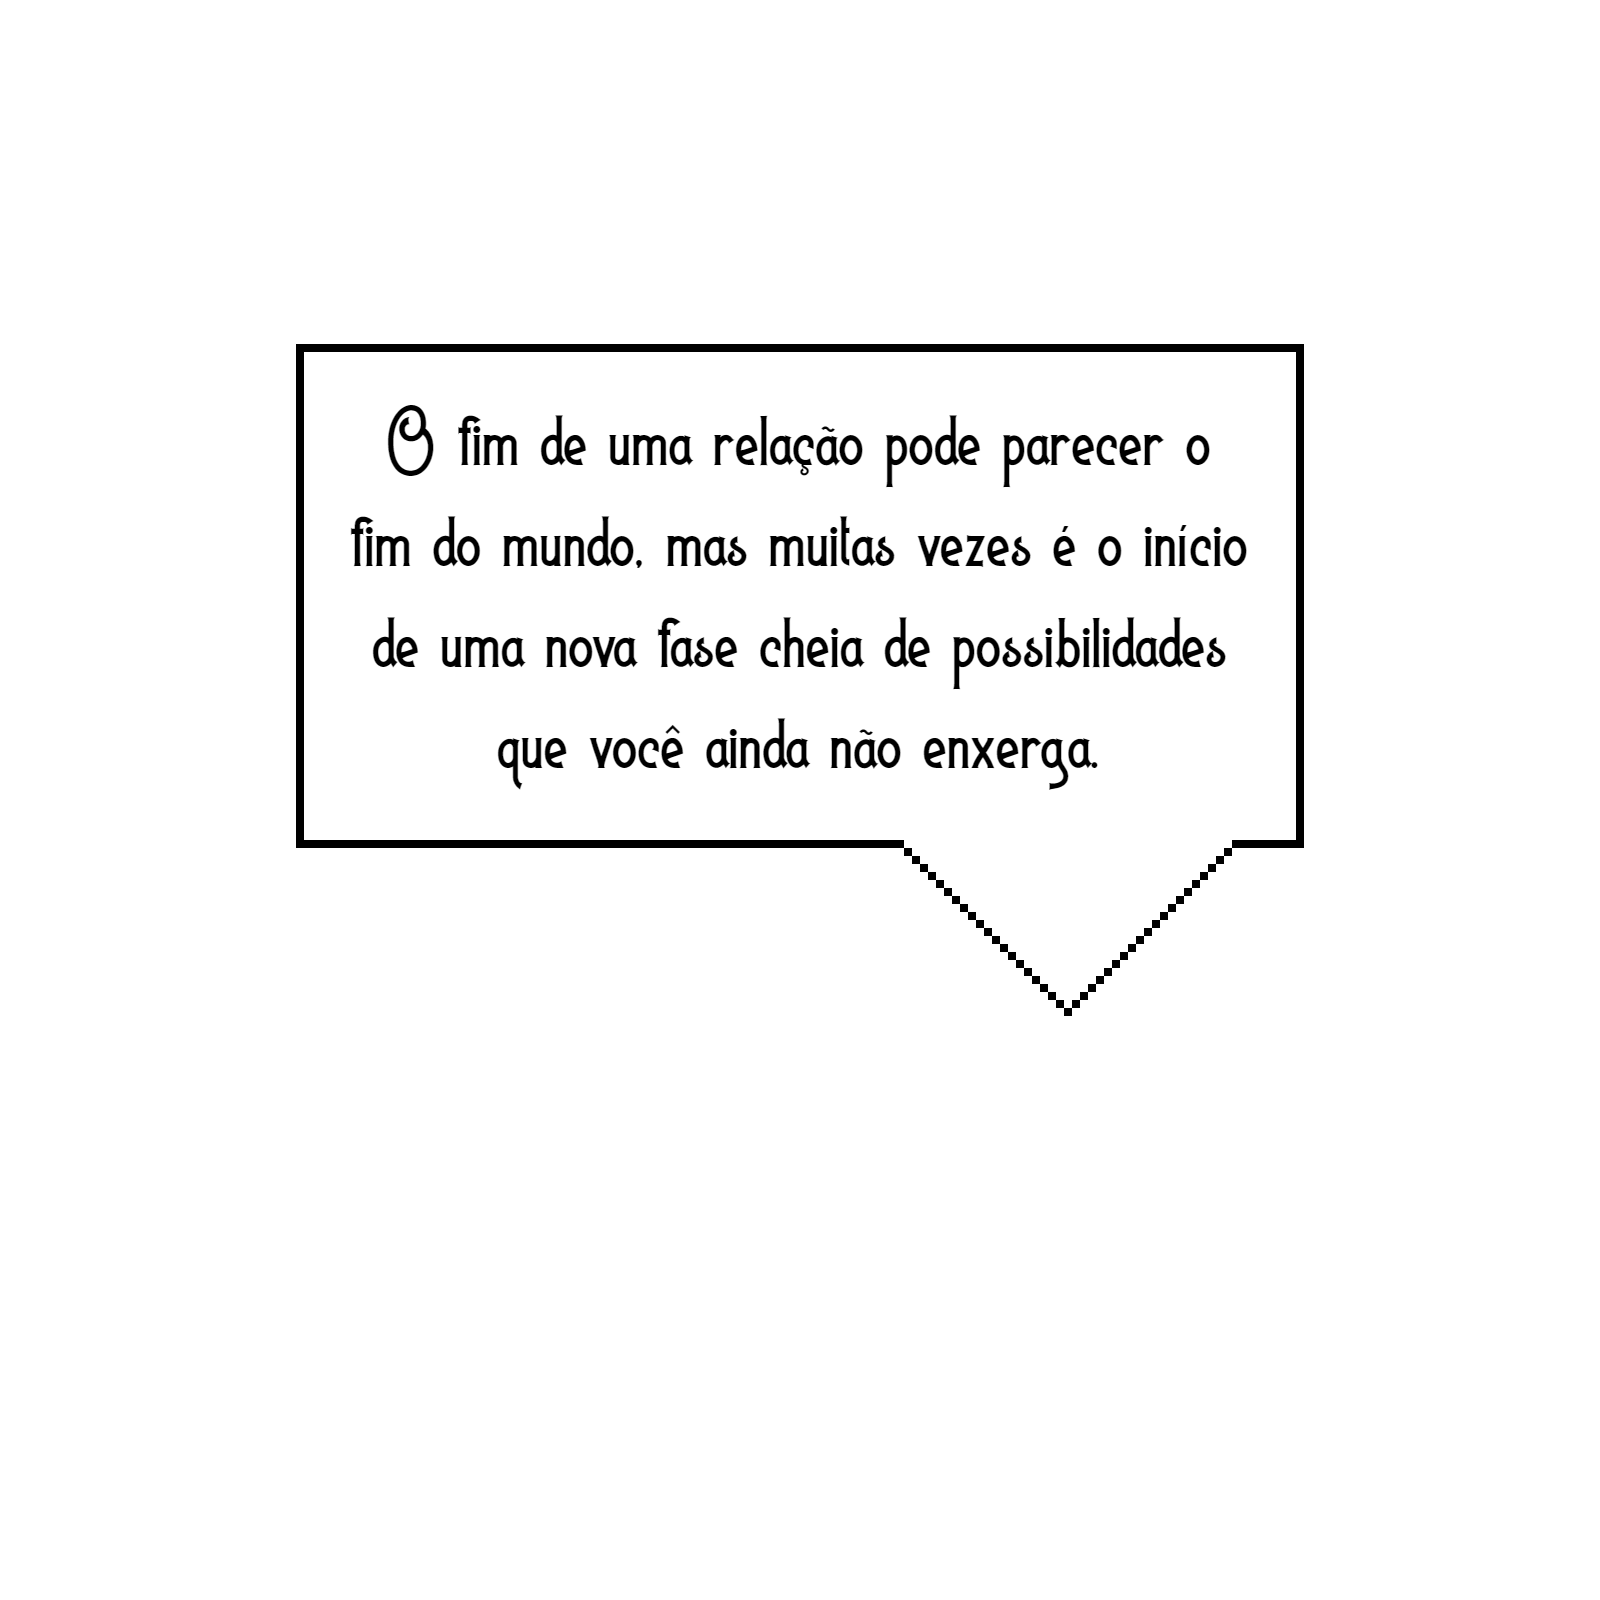 O fim de uma relação pode parecer o
fim do mundo, mas muitas vezes é o início
de uma nova fase cheia de possibilidades
que você ainda não enxerga.